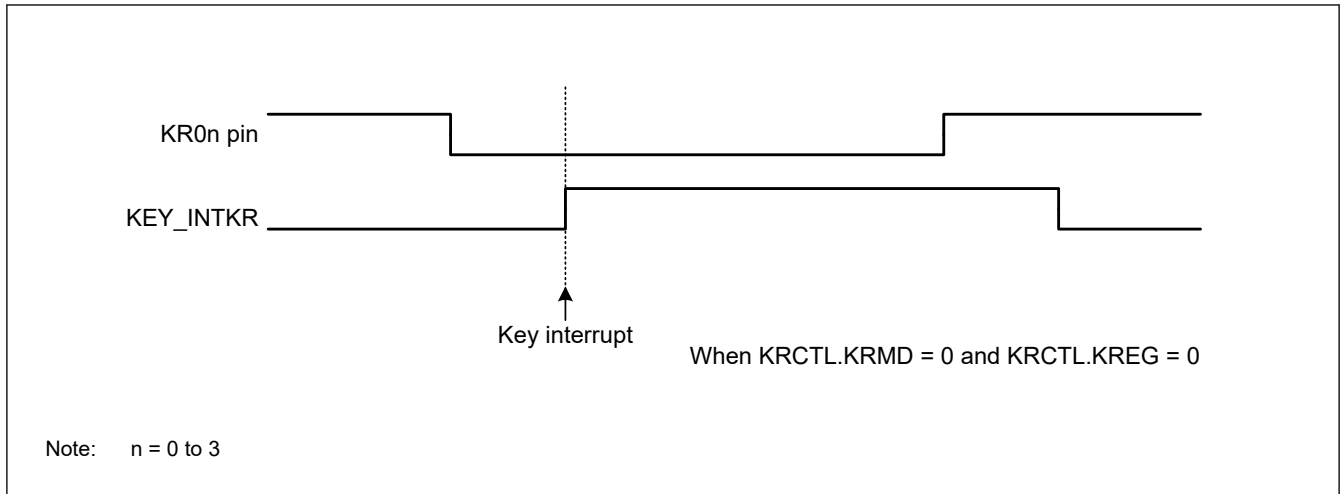 KR0n pin
KEY_INTKR
Key interrupt
When KRCTL.KRMD = 0 and KRCTL.KREG = 0
Note: n = 0 to 3